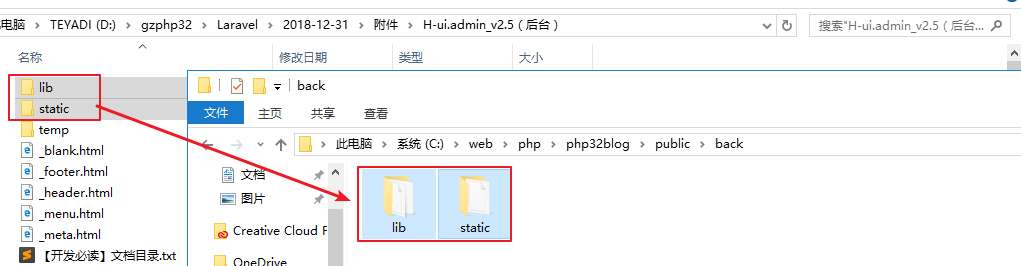 此电脑 › TEYADI (D:) › gzphp32 › Laravel › 2018-12-31 › 附件 › H-ui.admin_v2.5（后台）
搜索"H-ui.admin_v2.5（后台...
名称 修改日期 类型 大小
lib
static
temp
_blank.html
_footer.html
_header.html
_menu.html
_meta.html
【开发必读】文档目录.txt
back
文件 主页 共享 查看
此电脑 › 系统 (C:) › web › php › php32blog › public › back
文档
图片
Creative Cloud F
OneDrive
lib static